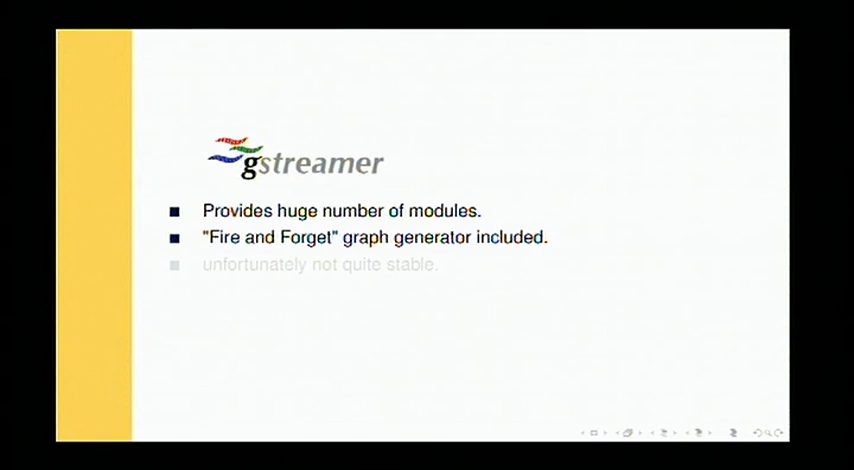 gstreamer
Provides huge number of modules.
"Fire and Forget" graph generator included.
unfortunately not quite stable.